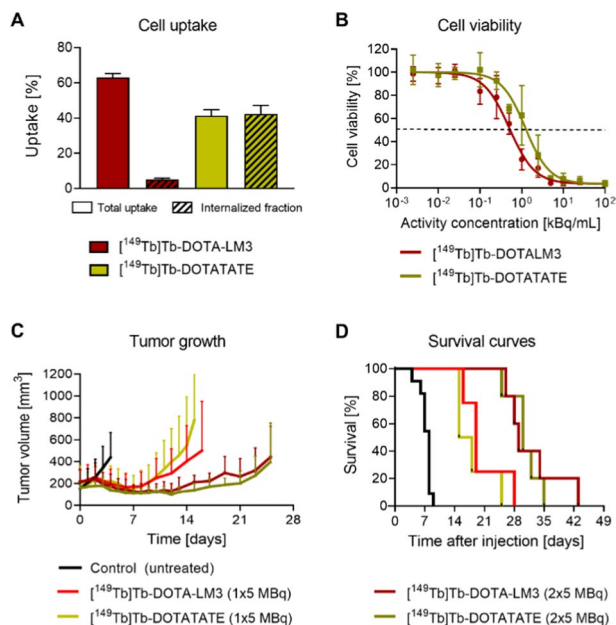 A
Cell uptake
Uptake [%]
80
60
40
20
0
Total uptake
Internalized fraction
[¹⁴⁹Tb]Tb-DOTA-LM3
[¹⁴⁹Tb]Tb-DOTATATE
B
Cell viability
Cell viability [%]
120
100
80
60
40
20
0
10⁻³ 10⁻² 10⁻¹ 10⁰ 10¹ 10²
Activity concentration [kBq/mL]
[¹⁴⁹Tb]Tb-DOTALM3
[¹⁴⁹Tb]Tb-DOTATATE
C
Tumor growth
Tumor volume [mm³]
1200
1000
800
600
400
200
0
0 7 14 21 28
Time [days]
Control (untreated)
[¹⁴⁹Tb]Tb-DOTA-LM3 (1x5 MBq)
[¹⁴⁹Tb]Tb-DOTATATE (1x5 MBq)
D
Survival curves
Survival [%]
100
80
60
40
20
0
0 7 14 21 28 35 42 49
Time after injection [days]
[¹⁴⁹Tb]Tb-DOTA-LM3 (2x5 MBq)
[¹⁴⁹Tb]Tb-DOTATATE (2x5 MBq)